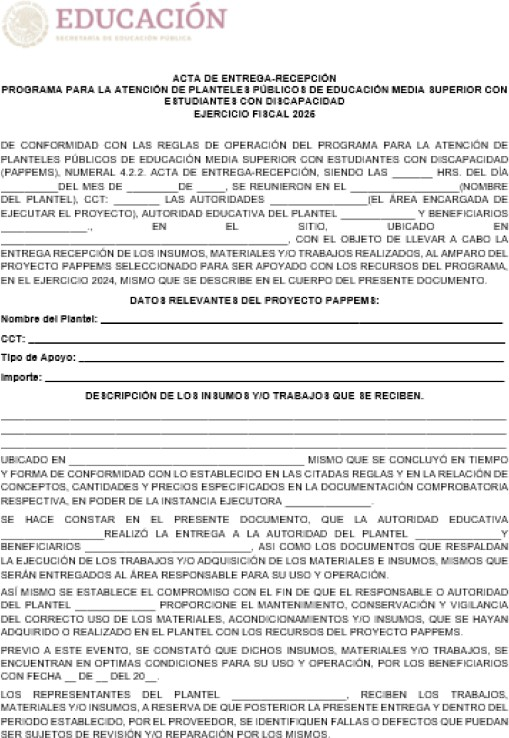 EDUCACIÓN
SECRETARÍA DE EDUCACIÓN PÚBLICA
ACTA DE ENTREGA-RECEPCIÓN
PROGRAMA PARA LA ATENCIÓN DE PLANTELES PÚBLICOS DE EDUCACIÓN MEDIA SUPERIOR CON
ESTUDIANTES CON DISCAPACIDAD
EJERCICIO FISCAL 2025
DE CONFORMIDAD CON LAS REGLAS DE OPERACIÓN DEL PROGRAMA PARA LA ATENCIÓN DE
PLANTELES PÚBLICOS DE EDUCACIÓN MEDIA SUPERIOR CON ESTUDIANTES CON DISCAPACIDAD
(PAPPEMS), NUMERAL 4.2.2. ACTA DE ENTREGA-RECEPCIÓN, SIENDO LAS _______ HRS. DEL DÍA
__________DEL MES DE _________DE _____, SE REUNIERON EN EL ___________________(NOMBRE
DEL PLANTEL), CCT: ________ LAS AUTORIDADES _________________(EL ÁREA ENCARGADA DE
EJECUTAR EL PROYECTO), AUTORIDAD EDUCATIVA DEL PLANTEL _____________ Y BENEFICIARIOS
_______________., EN EL SITIO, UBICADO EN
__________________________________________________, CON EL OBJETO DE LLEVAR A CABO LA
ENTREGA RECEPCIÓN DE LOS INSUMOS, MATERIALES Y/O TRABAJOS REALIZADOS, AL AMPARO DEL
PROYECTO PAPPEMS SELECCIONADO PARA SER APOYADO CON LOS RECURSOS DEL PROGRAMA,
EN EL EJERCICIO 2024, MISMO QUE SE DESCRIBE EN EL CUERPO DEL PRESENTE DOCUMENTO.
DATOS RELEVANTES DEL PROYECTO PAPPEMS:
Nombre del Plantel: ____________________
CCT: ____________________
Tipo de Apoyo: ____________________
Importe: ____________________
DESCRIPCIÓN DE LOS INSUMOS Y/O TRABAJOS QUE SE RECIBEN.
UBICADO EN _________________________________________ MISMO QUE SE CONCLUYÓ EN TIEMPO
Y FORMA DE CONFORMIDAD CON LO ESTABLECIDO EN LAS CITADAS REGLAS Y EN LA RELACIÓN DE
CONCEPTOS, CANTIDADES Y PRECIOS ESPECIFICADOS EN LA DOCUMENTACIÓN COMPROBATORIA
RESPECTIVA, EN PODER DE LA INSTANCIA EJECUTORA _______________.
SE HACE CONSTAR EN EL PRESENTE DOCUMENTO, QUE LA AUTORIDAD EDUCATIVA
__________________REALIZÓ LA ENTREGA A LA AUTORIDAD DEL PLANTEL _______________Y
BENEFICIARIOS _____________________________, ASI COMO LOS DOCUMENTOS QUE RESPALDAN
LA EJECUCIÓN DE LOS TRABAJOS Y/O ADQUISICIÓN DE LOS MATERIALES E INSUMOS, MISMOS QUE
SERÁN ENTREGADOS AL ÁREA RESPONSABLE PARA SU USO Y OPERACIÓN.
ASÍ MISMO SE ESTABLECE EL COMPROMISO CON EL FIN DE QUE EL RESPONSABLE O AUTORIDAD
DEL PLANTEL ______________ PROPORCIONE EL MANTENIMIENTO, CONSERVACIÓN Y VIGILANCIA
DEL CORRECTO USO DE LOS MATERIALES, ACONDICIONAMIENTOS Y/O INSUMOS, QUE SE HAYAN
ADQUIRIDO O REALIZADO EN EL PLANTEL CON LOS RECURSOS DEL PROYECTO PAPPEMS.
PREVIO A ESTE EVENTO, SE CONSTATÓ QUE DICHOS INSUMOS, MATERIALES Y/O TRABAJOS, SE
ENCUENTRAN EN OPTIMAS CONDICIONES PARA SU USO Y OPERACIÓN, POR LOS BENEFICIARIOS
CON FECHA __ DE __ DEL 20__.
LOS REPRESENTANTES DEL PLANTEL ____________________, RECIBEN LOS TRABAJOS,
MATERIALES Y/O INSUMOS, A RESERVA DE QUE POSTERIOR LA PRESENTE ENTREGA Y DENTRO DEL
PERIODO ESTABLECIDO, POR EL PROVEEDOR, SE IDENTIFIQUEN FALLAS O DEFECTOS QUE PUEDAN
SER SUJETOS DE REVISIÓN Y/O REPARACIÓN POR LOS MISMOS.